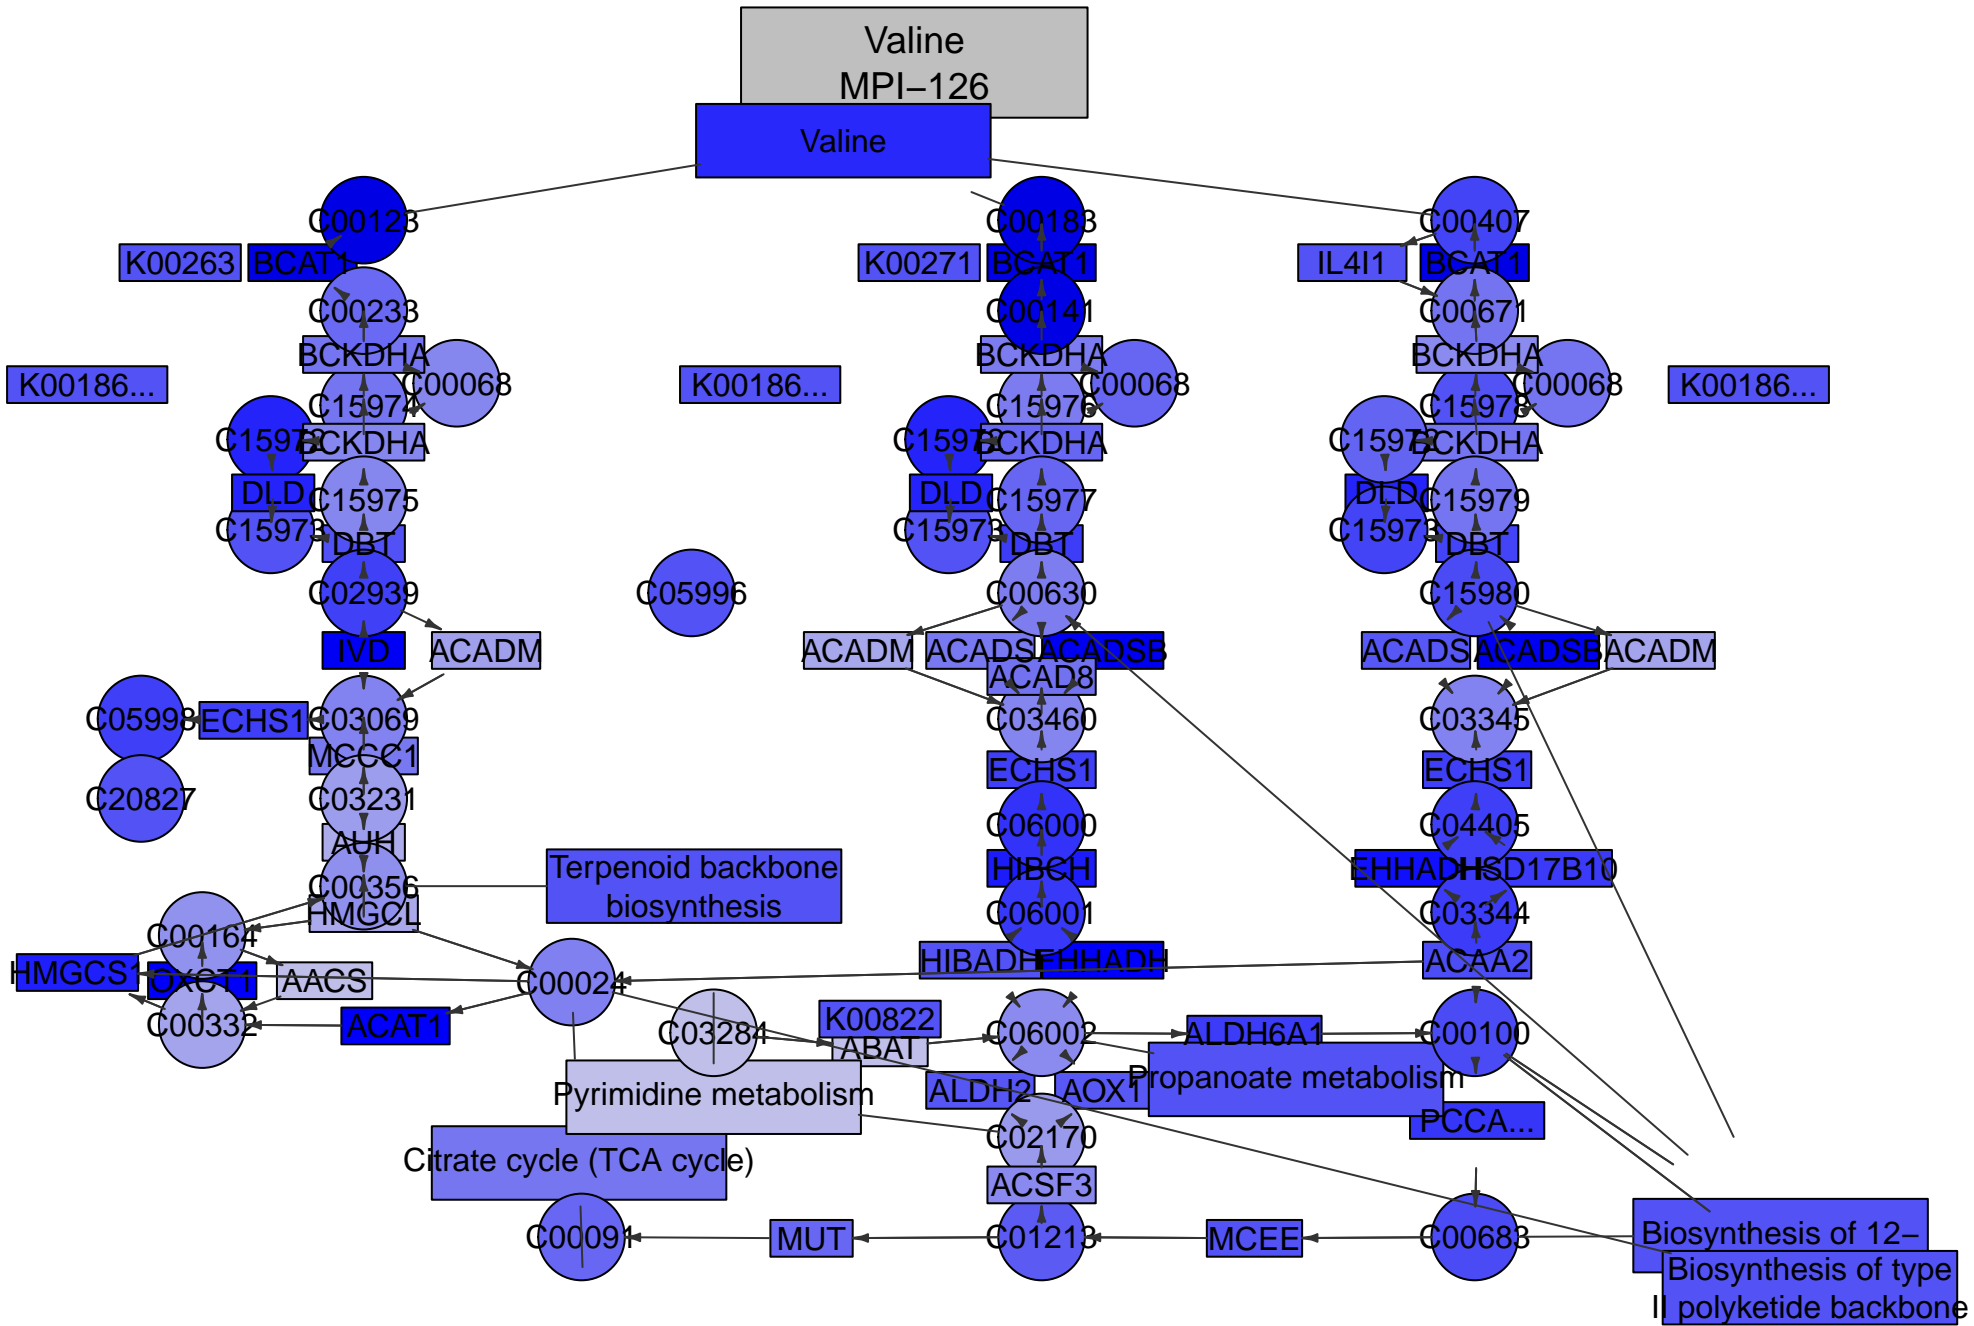 Valine
MPI−126
Valine
C00123
C00183
C00407
K00263
BCAT1
K00271
BCAT1
IL4I1
BCAT1
C00233
C00141
C00671
BCKDHA
BCKDHA
BCKDHA
K00186...
C00068
K00186...
C00068
C00068
K00186...
C15974
C15976
C15978
C15972
BCKDHA
C15972
BCKDHA
C15972
BCKDHA
DLD
C15975
DLD
C15977
DLD
C15979
C15973
DBT
C15973
DBT
C15973
DBT
C02939
C05996
C00630
C15980
IVD
ACADM
ACADM
ACADS
ACADSB
ACADS
ACADSB
ACADM
ACAD8
C05998
ECHS1
C03069
C03460
C03345
MCCC1
ECHS1
ECHS1
C20827
C03231
C06000
C04405
AUH
Terpenoid backbone
biosynthesis
HIBCH
EHHADH
HSD17B10
C00356
HMGCL
C06001
C03344
C00164
HMGCS1
OXCT1
AACS
C00024
HIBADH
EHHADH
ACAA2
C00332
ACAT1
C03284
K00822
ABAT
C06002
ALDH6A1
C00100
Pyrimidine metabolism
ALDH2
AOX1
Propanoate metabolism
PCCA...
C02170
Citrate cycle (TCA cycle)
ACSF3
C00091
MUT
C01213
MCEE
C00683
Biosynthesis of 12−
Biosynthesis of type
II polyketide backbone